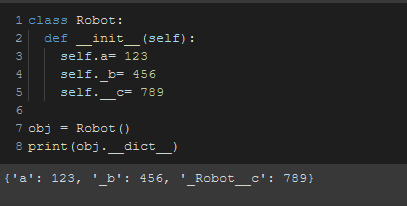 1 class Robot:
2   def __init__(self):
3     self.a= 123
4     self._b= 456
5     self.__c= 789
6
7 obj = Robot()
8 print(obj.__dict__)
{'a': 123, '_b': 456, '_Robot__c': 789}